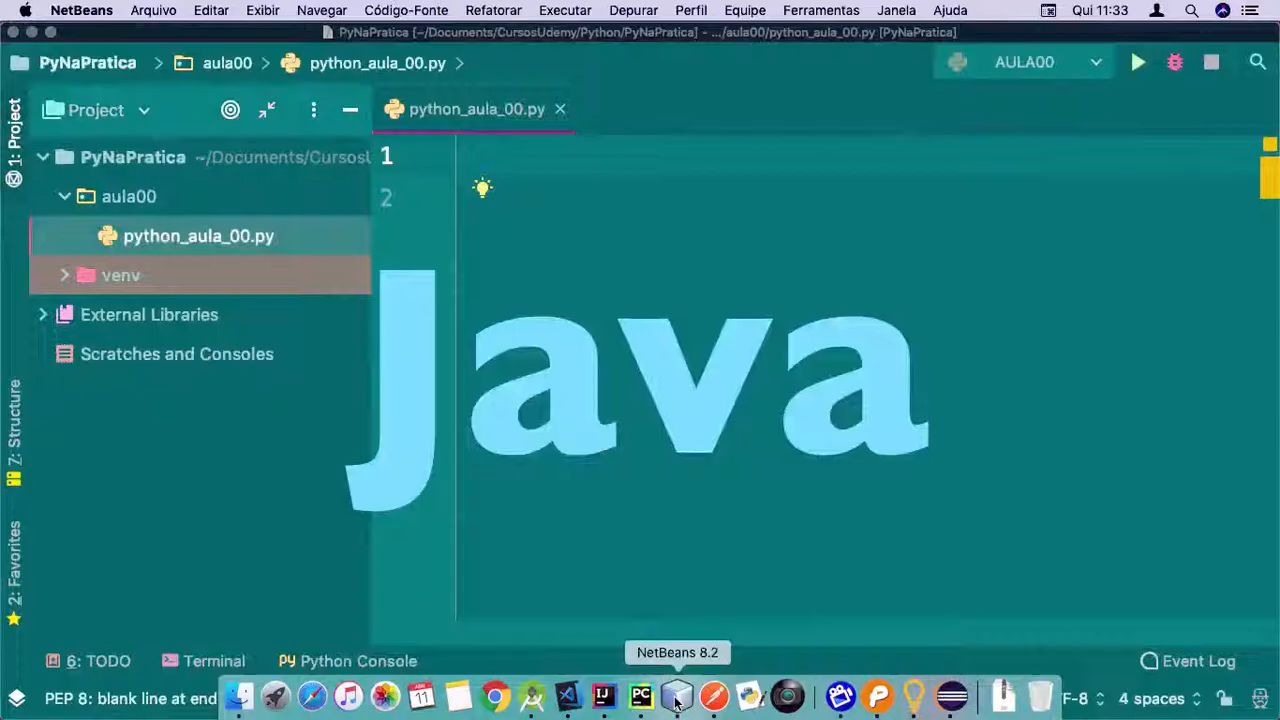 NetBeans Arquivo Editar Exibir Navegar Código-Fonte Refatorar Executar Depurar Perfil Equipe Ferramentas Janela Ajuda Qui 11:33
PyNaPratica [~/Documents/CursosUdemy/Python/PyNaPratica] - .../aula00/python_aula_00.py [PyNaPratica]
PyNaPratica aula00 python_aula_00.py AULA00
1: Project
Project
python_aula_00.py
PyNaPratica ~/Documents/CursosU
1
aula00
2
python_aula_00.py
venv
External Libraries
Scratches and Consoles
Java
7: Structure
2: Favorites
NetBeans 8.2
6: TODO Terminal Python Console Event Log
PEP 8: blank line at end
F-8 4 spaces
PC
11